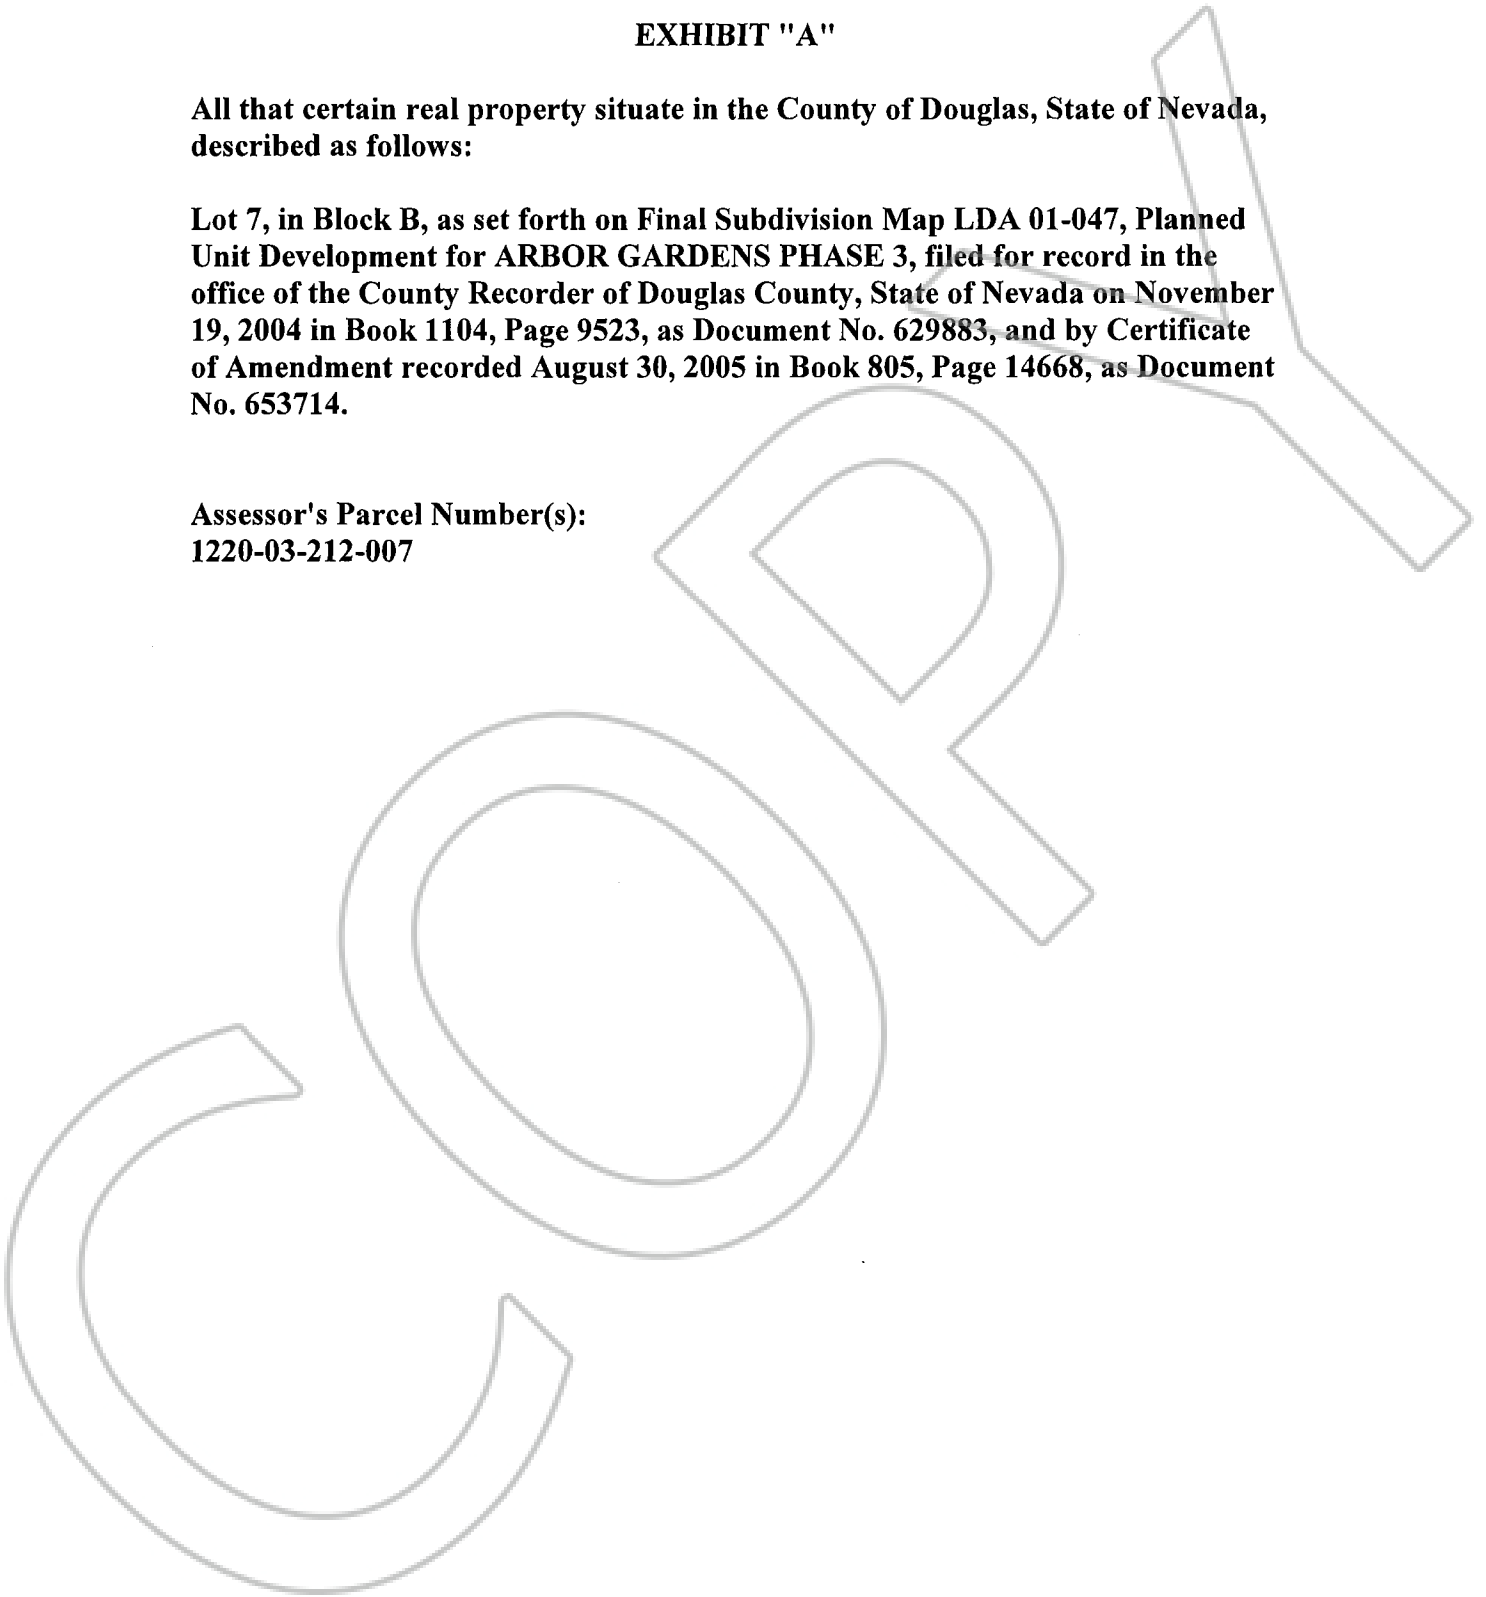 EXHIBIT "A"
All that certain real property situate in the County of Douglas, State of Nevada,
described as follows:
Lot 7, in Block B, as set forth on Final Subdivision Map LDA 01-047, Planned
Unit Development for ARBOR GARDENS PHASE 3, filed for record in the
office of the County Recorder of Douglas County, State of Nevada on November
19, 2004 in Book 1104, Page 9523, as Document No. 629883, and by Certificate
of Amendment recorded August 30, 2005 in Book 805, Page 14668, as Document
No. 653714.
Assessor's Parcel Number(s):
1220-03-212-007
COPY